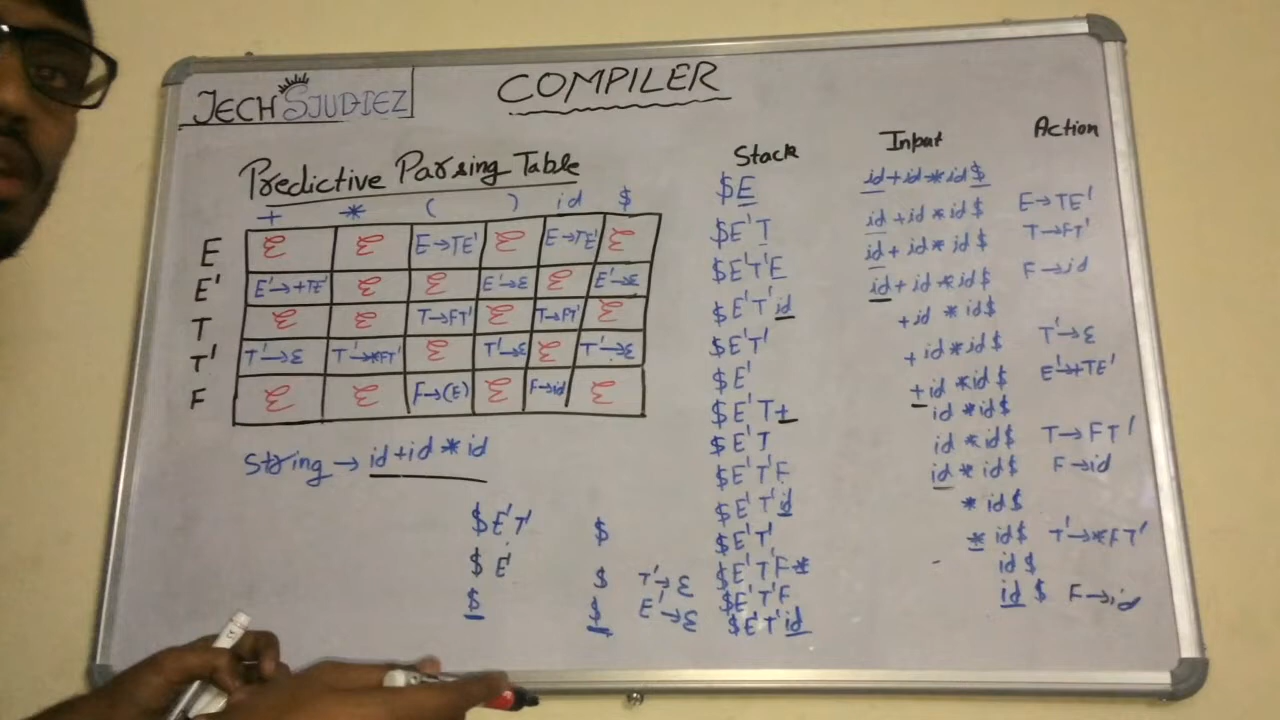 TECH STUDIEZ
COMPILER
Predictive Parsing Table
+ * ( ) id $
E E→TE' E→TE'
E' E'→+TE' E'→ε E'→ε
T T→FT' T→FT'
T' T'→ε T'→*FT' T'→ε T'→ε
F F→(E) F→id
String → id+id*id
$E'T' $
$E' $ T'→ε
$ $ E'→ε
Stack Input Action
$E id+id*id$
$E'T id+id*id$ E→TE'
$E'T'E id+id*id$ T→FT'
$E'T'id id+id*id$ F→id
$E'T' +id*id$
$E' +id*id$ T'→ε
$E'T+ +id*id$ E'→+TE'
$E'T id*id$
$E'T'F id*id$ T→FT'
$E'T'id id*id$ F→id
$E'T' *id$
$E'T'F* *id$ T'→*FT'
$E'T'F id$
$E'T'id id$ F→id